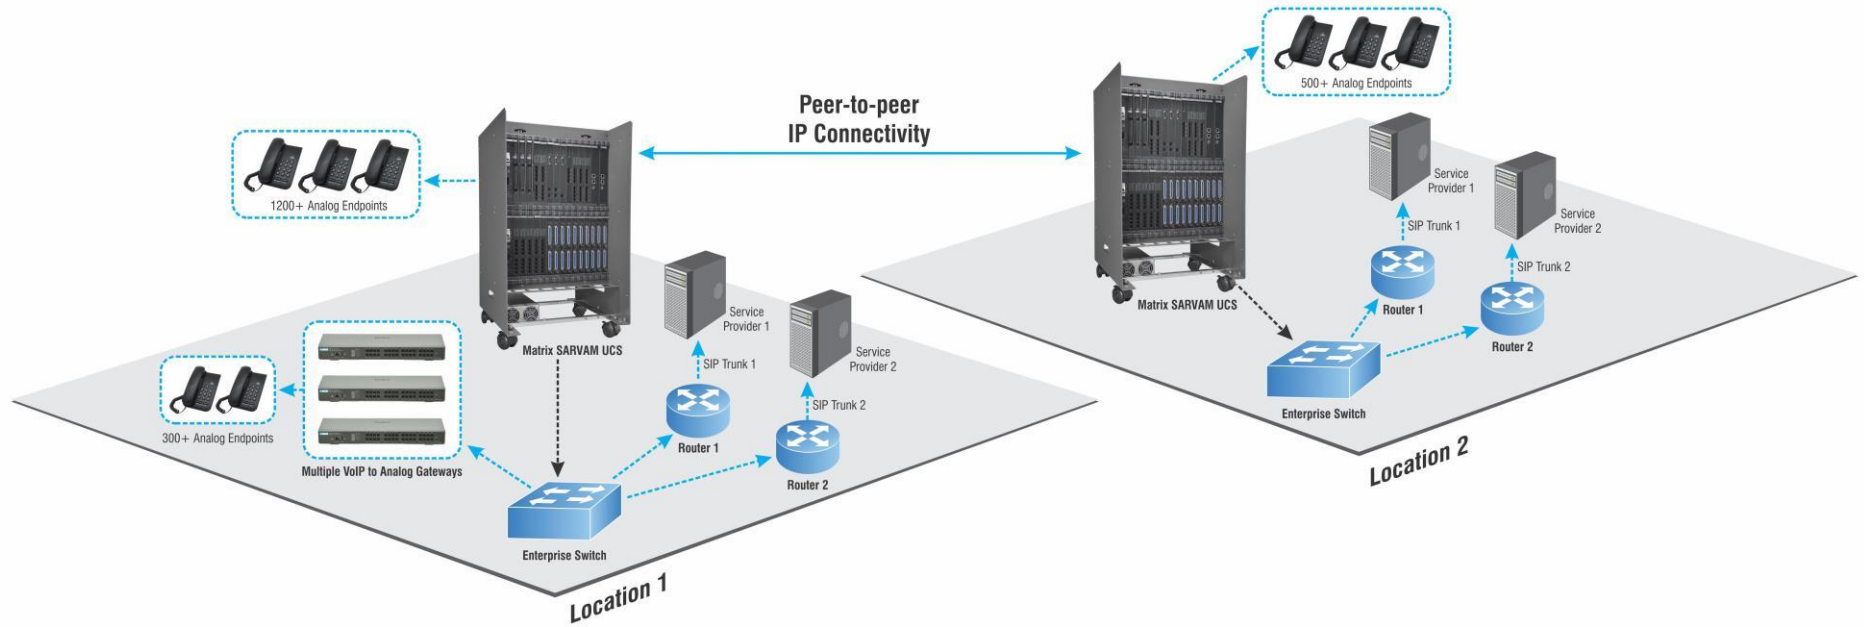 500+ Analog Endpoints
Peer-to-peer
IP Connectivity
1200+ Analog Endpoints
Service
Provider 1
SIP Trunk 1
Service
Provider 2
SIP Trunk 2
Matrix SARVAM UCS
Router 1
Router 2
Enterprise Switch
Location 2
Service
Provider 1
Matrix SARVAM UCS
Service
Provider 2
SIP Trunk 1
SIP Trunk 2
300+ Analog Endpoints
Multiple VoIP to Analog Gateways
Router 1
Router 2
Enterprise Switch
Location 1